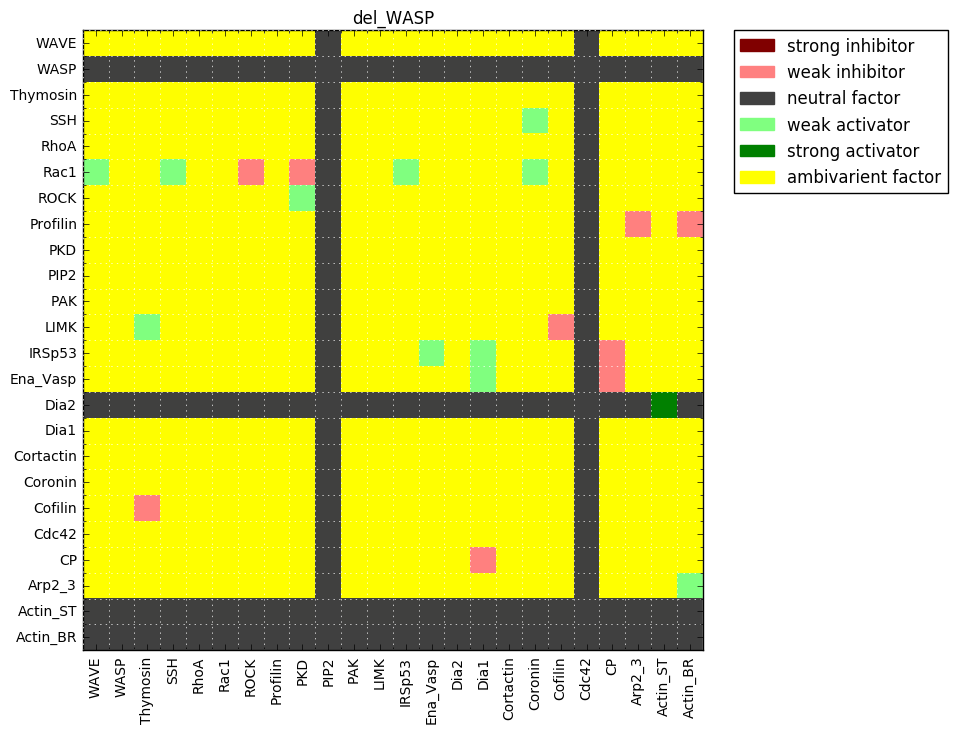 del_WASP
WAVE
WASP
Thymosin
SSH
RhoA
Rac1
ROCK
Profilin
PKD
PIP2
PAK
LIMK
IRSp53
Ena_Vasp
Dia2
Dia1
Cortactin
Coronin
Cofilin
Cdc42
CP
Arp2_3
Actin_ST
Actin_BR
WAVE
WASP
Thymosin
SSH
RhoA
Rac1
ROCK
Profilin
PKD
PIP2
PAK
LIMK
IRSp53
Ena_Vasp
Dia2
Dia1
Cortactin
Coronin
Cofilin
Cdc42
CP
Arp2_3
Actin_ST
Actin_BR
strong inhibitor
weak inhibitor
neutral factor
weak activator
strong activator
ambivarient factor